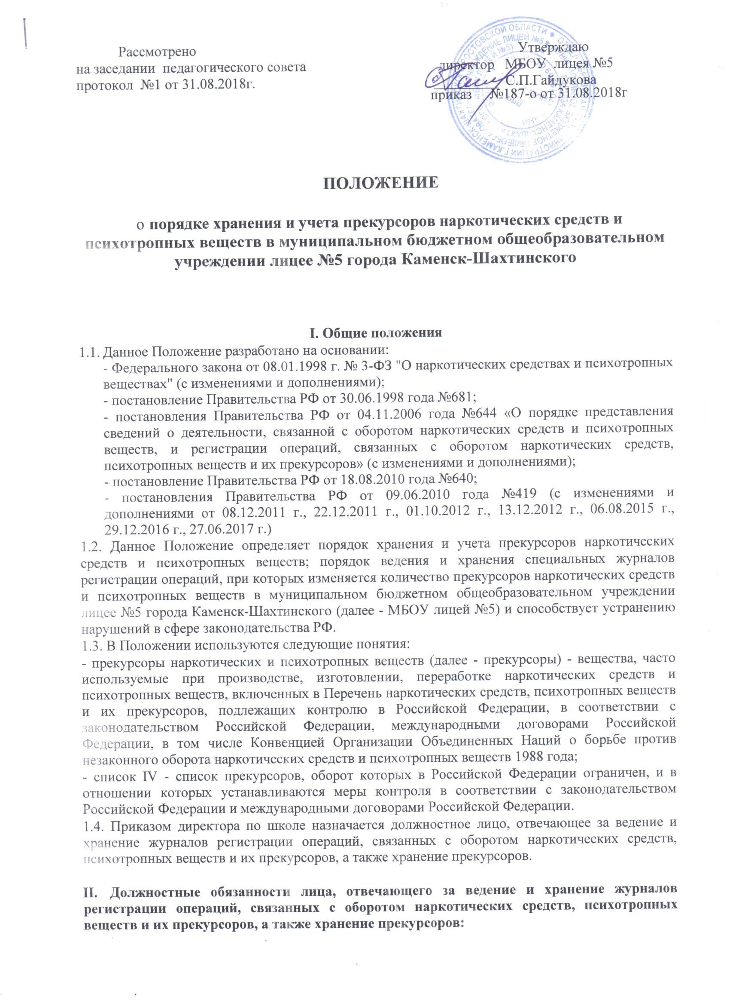 Рассмотрено
на заседании педагогического совета
протокол №1 от 31.08.2018г.
Утверждаю
директор МБОУ лицея №5
С.П.Гайдукова
приказ №187-о от 31.08.2018г
ПОЛОЖЕНИЕ
о порядке хранения и учета прекурсоров наркотических средств и
психотропных веществ в муниципальном бюджетном общеобразовательном
учреждении лицее №5 города Каменск-Шахтинского
I. Общие положения
1.1. Данное Положение разработано на основании:
- Федерального закона от 08.01.1998 г. № 3-ФЗ "О наркотических средствах и психотропных
веществах" (с изменениями и дополнениями);
- постановление Правительства РФ от 30.06.1998 года №681;
- постановления Правительства РФ от 04.11.2006 года №644 «О порядке представления
сведений о деятельности, связанной с оборотом наркотических средств и психотропных
веществ, и регистрации операций, связанных с оборотом наркотических средств,
психотропных веществ и их прекурсоров» (с изменениями и дополнениями);
- постановление Правительства РФ от 18.08.2010 года №640;
- постановления Правительства РФ от 09.06.2010 года №419 (с изменениями и
дополнениями от 08.12.2011 г., 22.12.2011 г., 01.10.2012 г., 13.12.2012 г., 06.08.2015 г.,
29.12.2016 г., 27.06.2017 г.)
1.2. Данное Положение определяет порядок хранения и учета прекурсоров наркотических
средств и психотропных веществ; порядок ведения и хранения специальных журналов
регистрации операций, при которых изменяется количество прекурсоров наркотических средств
и психотропных веществ в муниципальном бюджетном общеобразовательном учреждении
лицее №5 города Каменск-Шахтинского (далее - МБОУ лицей №5) и способствует устранению
нарушений в сфере законодательства РФ.
1.3. В Положении используются следующие понятия:
- прекурсоры наркотических и психотропных веществ (далее - прекурсоры) - вещества, часто
используемые при производстве, изготовлении, переработке наркотических средств и
психотропных веществ, включенных в Перечень наркотических средств, психотропных веществ
и их прекурсоров, подлежащих контролю в Российской Федерации, в соответствии с
законодательством Российской Федерации, международными договорами Российской
Федерации, в том числе Конвенцией Организации Объединенных Наций о борьбе против
незаконного оборота наркотических средств и психотропных веществ 1988 года;
- список IV - список прекурсоров, оборот которых в Российской Федерации ограничен, и в
отношении которых устанавливаются меры контроля в соответствии с законодательством
Российской Федерации и международными договорами Российской Федерации.
1.4. Приказом директора по школе назначается должностное лицо, отвечающее за ведение и
хранение журналов регистрации операций, связанных с оборотом наркотических средств,
психотропных веществ и их прекурсоров, а также хранение прекурсоров.
II. Должностные обязанности лица, отвечающего за ведение и хранение журналов
регистрации операций, связанных с оборотом наркотических средств, психотропных
веществ и их прекурсоров, а также хранение прекурсоров: